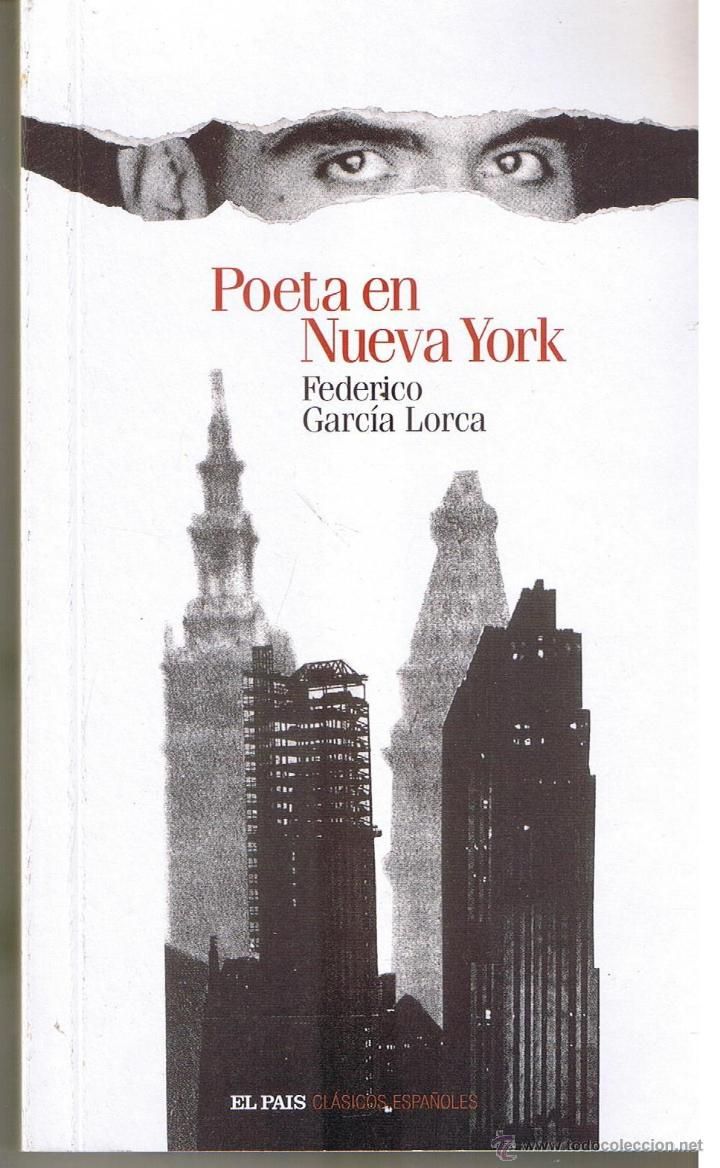 Poeta en
Nueva York
Federico
García Lorca
EL PAIS CLÁSICOS ESPAÑOLES
todocoleccion.net